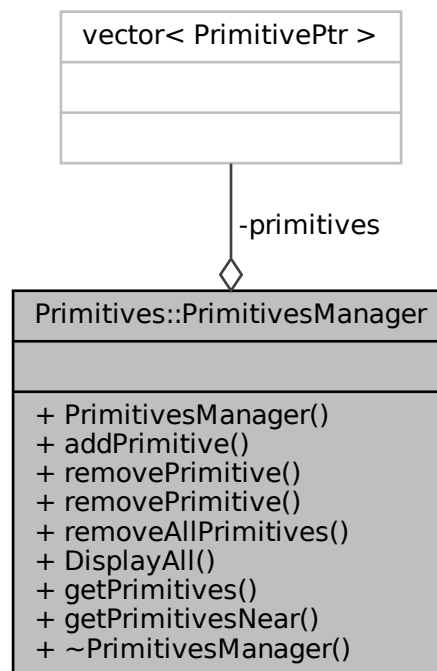 vector< PrimitivePtr >
-primitives
Primitives::PrimitivesManager
+ PrimitivesManager()
+ addPrimitive()
+ removePrimitive()
+ removePrimitive()
+ removeAllPrimitives()
+ DisplayAll()
+ getPrimitives()
+ getPrimitivesNear()
+ ~PrimitivesManager()